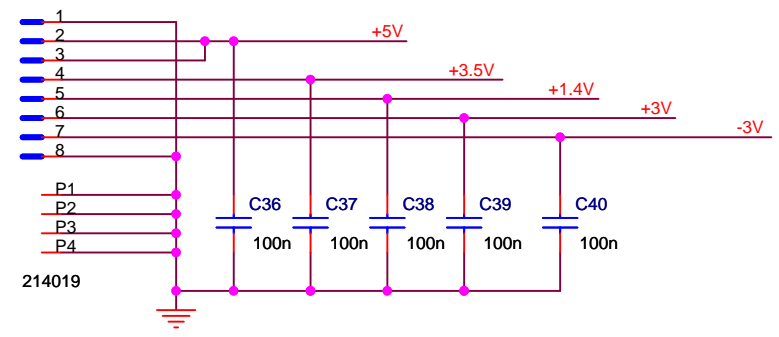 1
2
+5V
3
4
+3.5V
5
+1.4V
6
+3V
7
-3V
8
P1
P2
P3
P4
C36
C37
C38
C39
C40
100n
100n
100n
100n
100n
214019